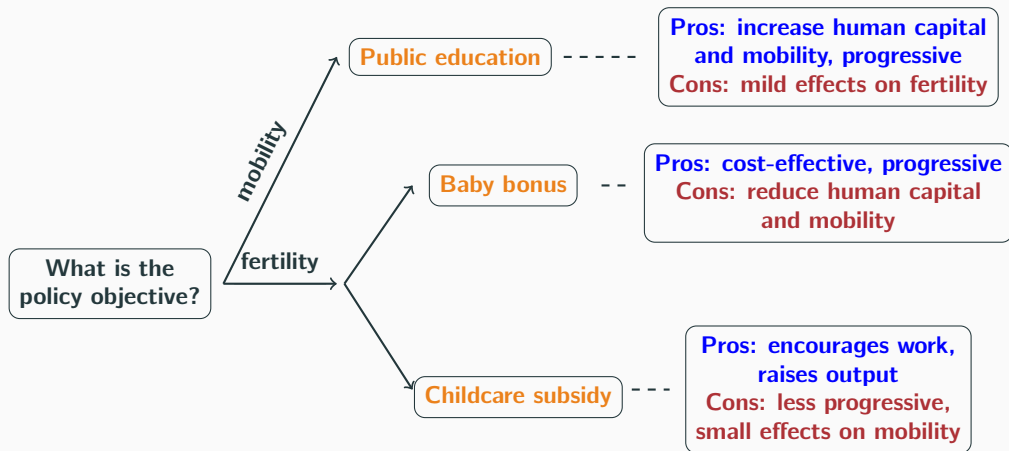 Public education
Pros: increase human capital
and mobility, progressive
Cons: mild effects on fertility
mobility
Baby bonus
Pros: cost-effective, progressive
Cons: reduce human capital
and mobility
What is the
policy objective?
fertility
Childcare subsidy
Pros: encourages work,
raises output
Cons: less progressive,
small effects on mobility